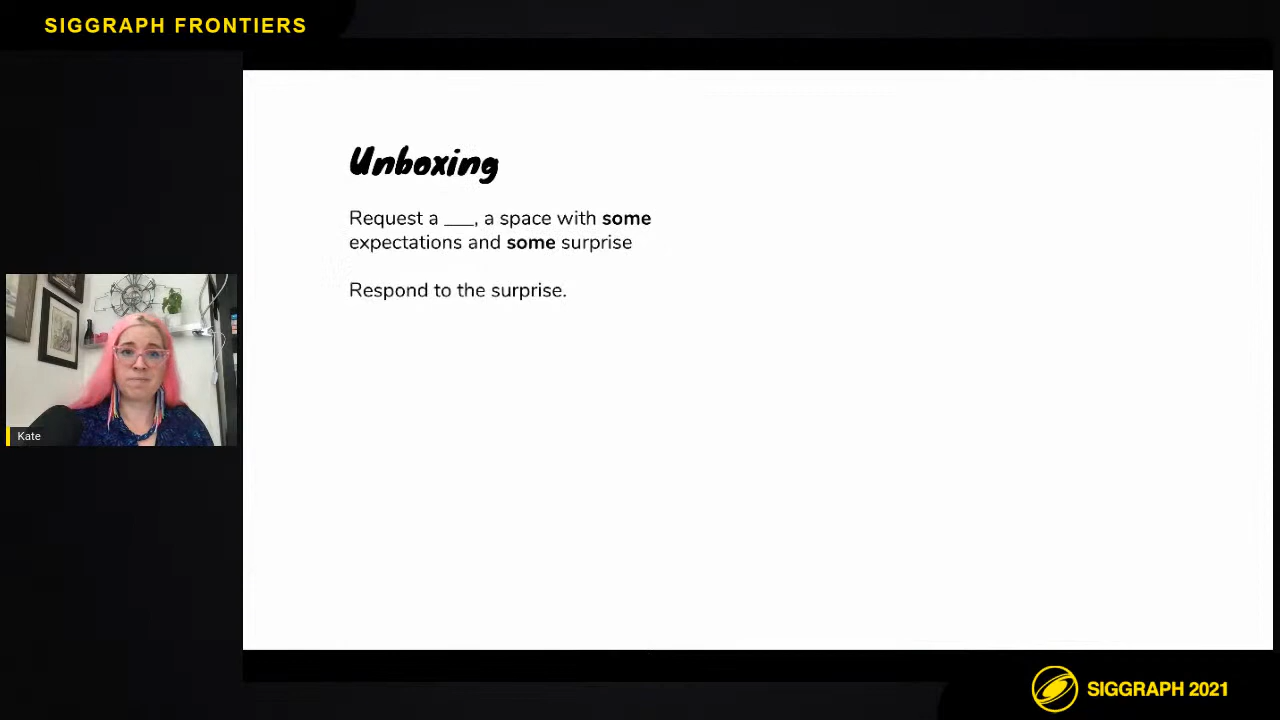 SIGGRAPH FRONTIERS
Unboxing
Request a ___, a space with some
expectations and some surprise
Respond to the surprise.
Kate
SIGGRAPH 2021